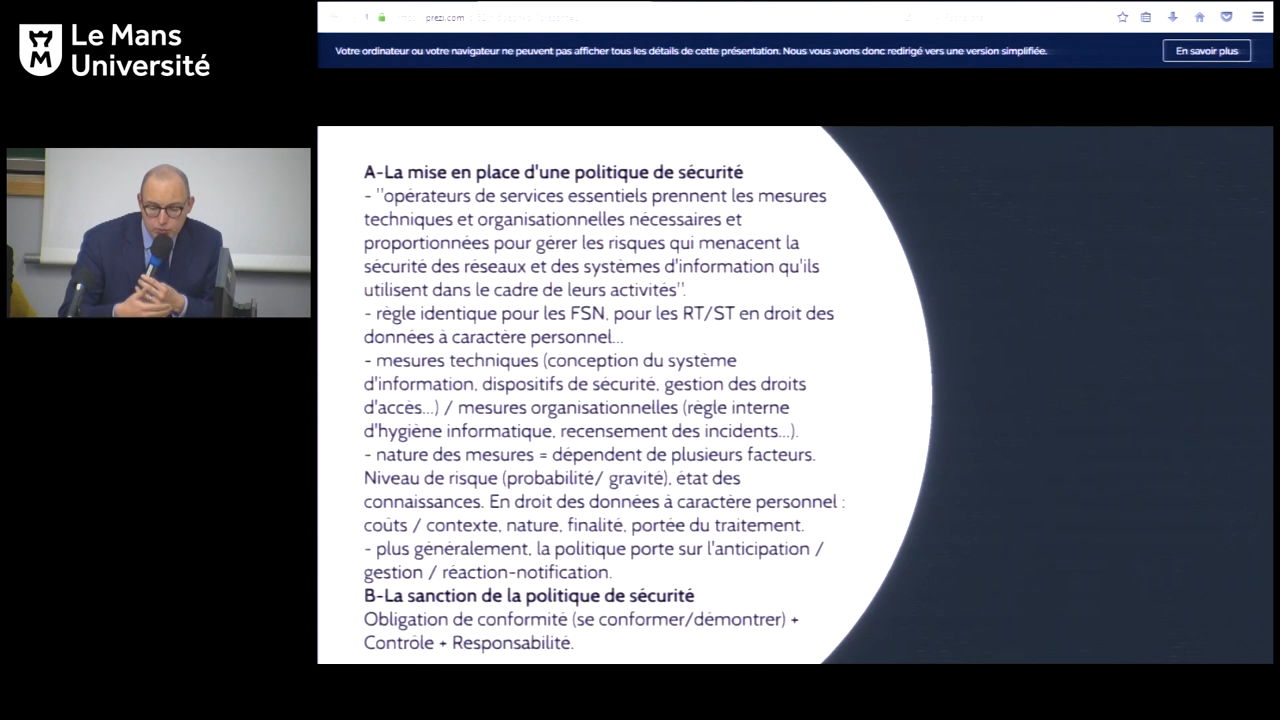 Le Mans
Université
prezi.com
Votre ordinateur ou votre navigateur ne peuvent pas afficher tous les détails de cette présentation. Nous vous avons donc redirigé vers une version simplifiée.
En savoir plus
A-La mise en place d'une politique de sécurité
- "opérateurs de services essentiels prennent les mesures
techniques et organisationnelles nécessaires et
proportionnées pour gérer les risques qui menacent la
sécurité des réseaux et des systèmes d'information qu'ils
utilisent dans le cadre de leurs activités".
- règle identique pour les FSN, pour les RT/ST en droit des
données à caractère personnel...
- mesures techniques (conception du système
d'information, dispositifs de sécurité, gestion des droits
d'accès...) / mesures organisationnelles (règle interne
d'hygiène informatique, recensement des incidents...).
- nature des mesures = dépendent de plusieurs facteurs.
Niveau de risque (probabilité/ gravité), état des
connaissances. En droit des données à caractère personnel :
coûts / contexte, nature, finalité, portée du traitement.
- plus généralement, la politique porte sur l'anticipation /
gestion / réaction-notification.
B-La sanction de la politique de sécurité
Obligation de conformité (se conformer/démontrer) +
Contrôle + Responsabilité.